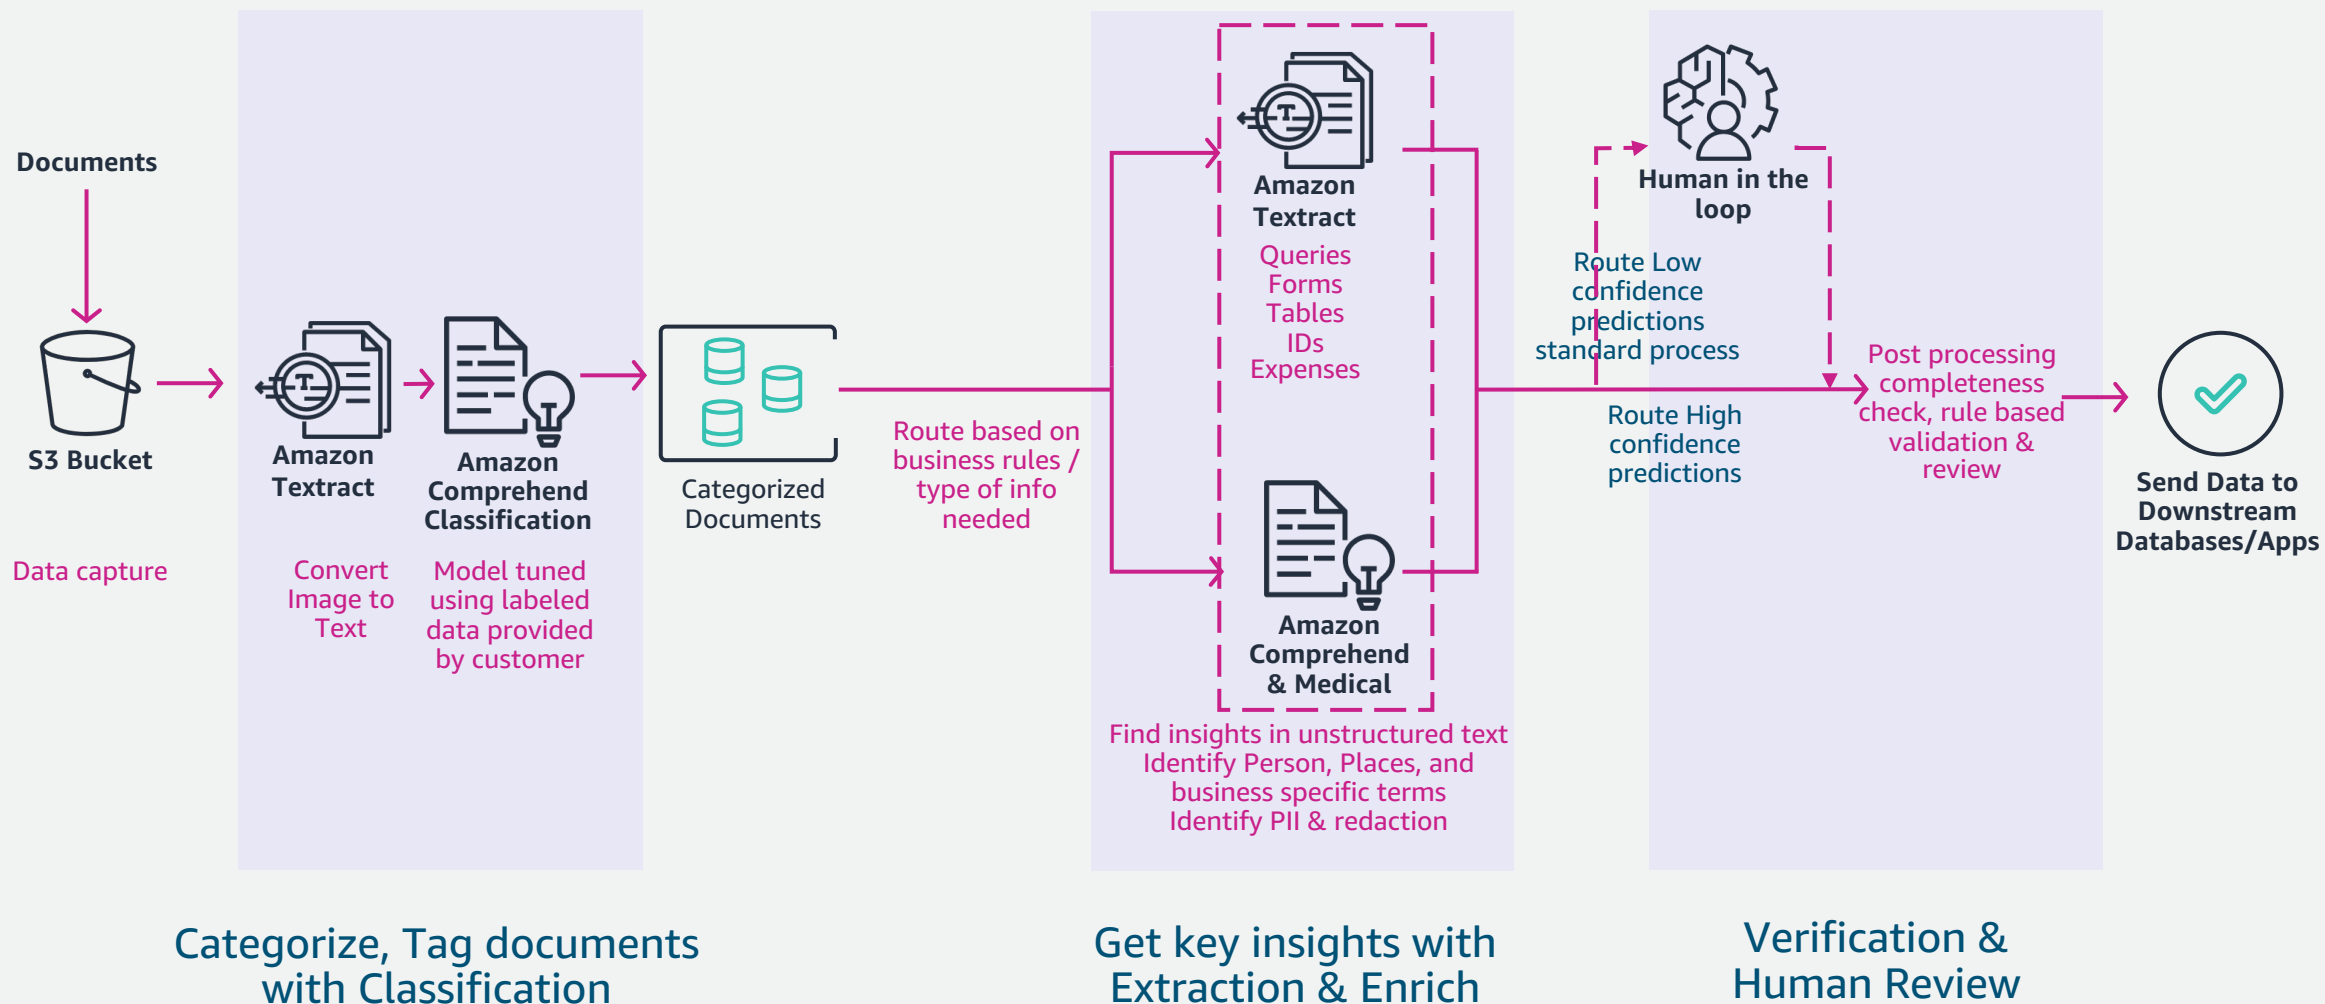 Documents
S3 Bucket
Data capture
Amazon
Textract
Convert
Image to
Text
Amazon
Comprehend
Classification
Model tuned
using labeled
data provided
by customer
Categorized
Documents
Route based on
business rules /
type of info
needed
Amazon
Textract
Queries
Forms
Tables
IDs
Expenses
Amazon
Comprehend
& Medical
Find insights in unstructured text
Identify Person, Places, and
business specific terms
Identify PII & redaction
Human in the
loop
Route Low
confidence
predictions
standard process
Route High
confidence
predictions
Post processing
completeness
check, rule based
validation &
review
Send Data to
Downstream
Databases/Apps
Categorize, Tag documents
with Classification
Get key insights with
Extraction & Enrich
Verification &
Human Review